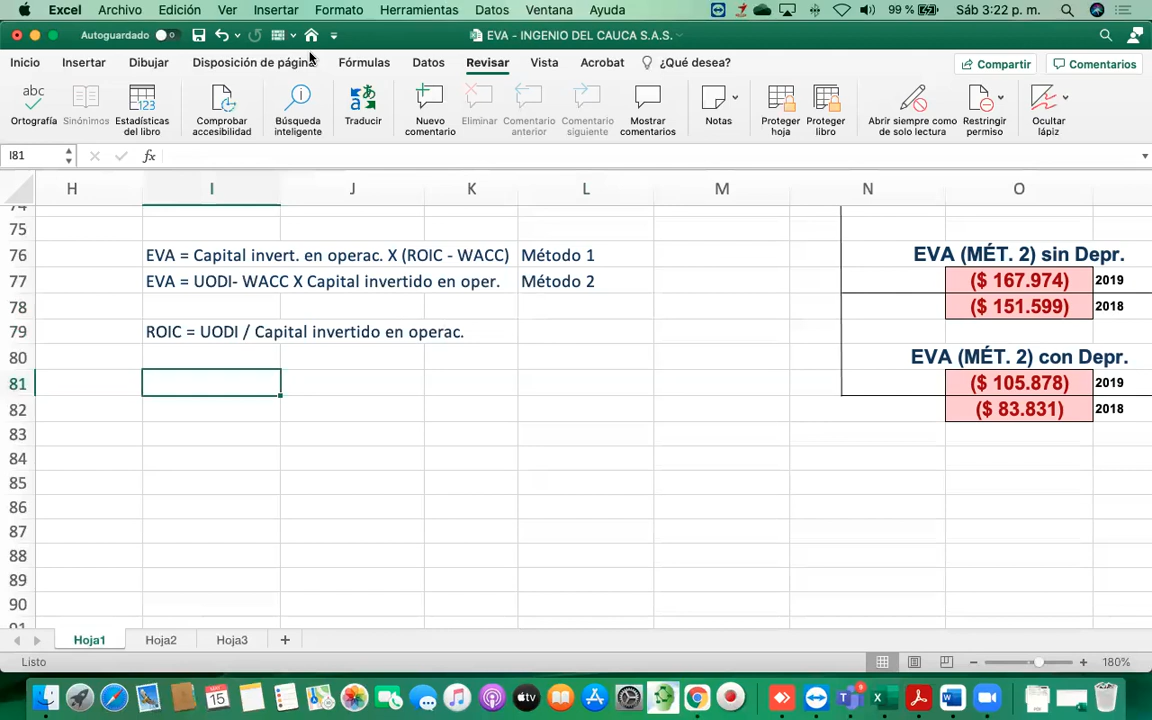 Excel Archivo Edición Ver Insertar Formato Herramientas Datos Ventana Ayuda 99 % Sáb 3:22 p. m.
Autoguardado EVA - INGENIO DEL CAUCA S.A.S.
Inicio Insertar Dibujar Disposición de página Fórmulas Datos Revisar Vista Acrobat ¿Qué desea? Compartir Comentarios
abc
Ortografía
Sinónimos
123
Estadísticas
del libro
Comprobar
accesibilidad
Búsqueda
inteligente
Traducir
Nuevo
comentario
Eliminar
Comentario
anterior
Comentario
siguiente
Mostrar
comentarios
Notas
Proteger
hoja
Proteger
libro
Abrir siempre como
de solo lectura
Restringir
permiso
Ocultar
lápiz
I81 fx
H I J K L M N O
74
75
76 EVA = Capital invert. en operac. X (ROIC - WACC) Método 1 EVA (MÉT. 2) sin Depr.
77 EVA = UODI- WACC X Capital invertido en oper. Método 2 ($ 167.974) 2019
78 ($ 151.599) 2018
79 ROIC = UODI / Capital invertido en operac.
80 EVA (MÉT. 2) con Depr.
81 ($ 105.878) 2019
82 ($ 83.831) 2018
83
84
85
86
87
88
89
90
91
Hoja1 Hoja2 Hoja3 +
Listo 180%
15